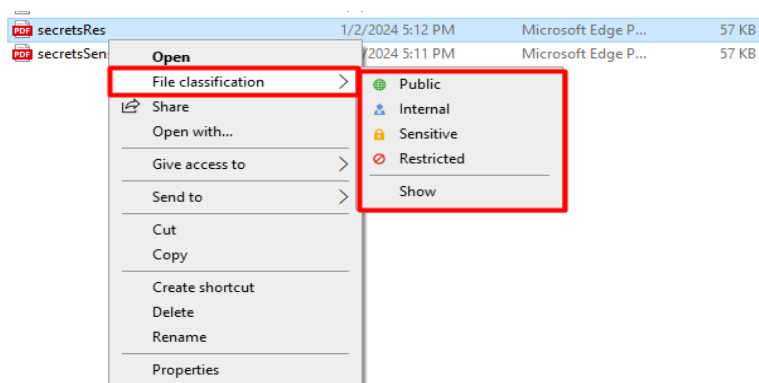 PDF secretsRes 1/2/2024 5:12 PM Microsoft Edge P... 57 KB
PDF secretsSen /2024 5:11 PM Microsoft Edge P... 57 KB
Open
File classification
Share
Open with...
Give access to
Send to
Cut
Copy
Create shortcut
Delete
Rename
Properties
Public
Internal
Sensitive
Restricted
Show